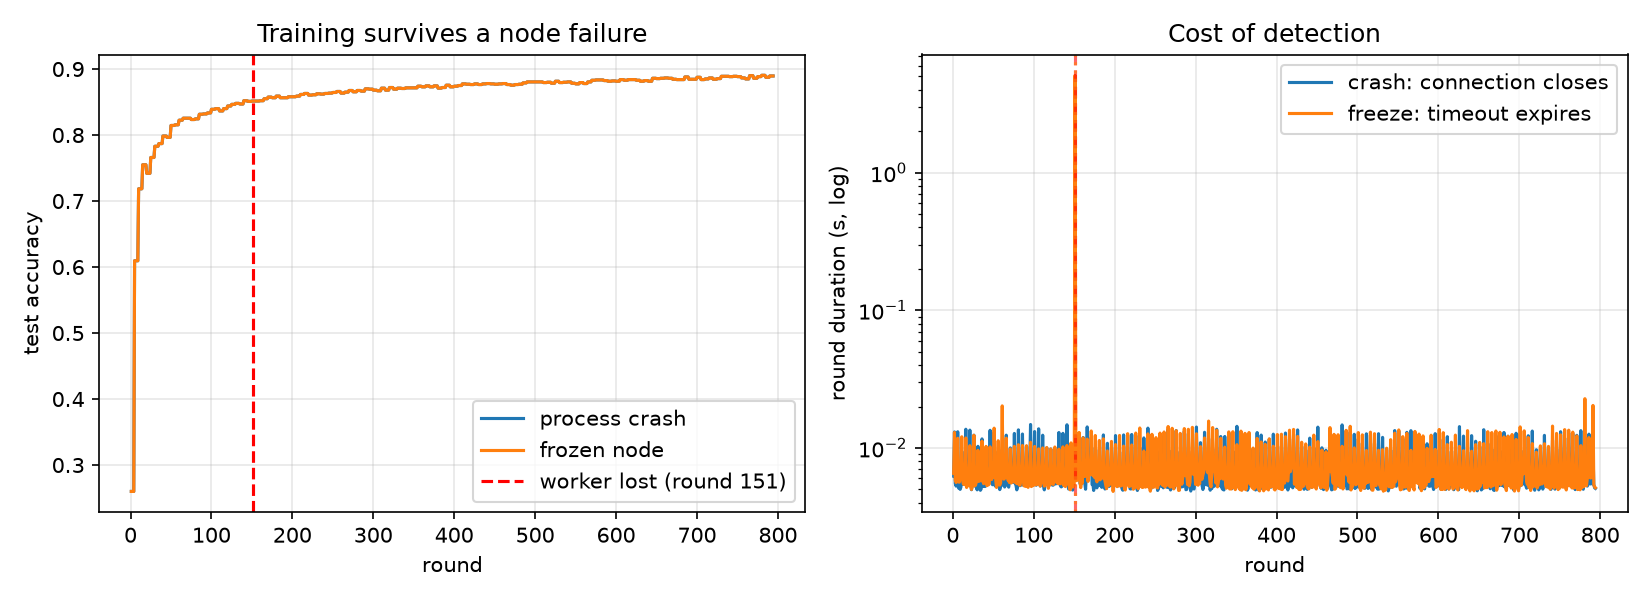 Training survives a node failure
0.9
0.8
0.7
0.6
0.5
0.4
0.3
test accuracy
process crash
frozen node
worker lost (round 151)
0 100 200 300 400 500 600 700 800
round
Cost of detection
crash: connection closes
freeze: timeout expires
10⁰
10⁻¹
10⁻²
round duration (s, log)
0 100 200 300 400 500 600 700 800
round